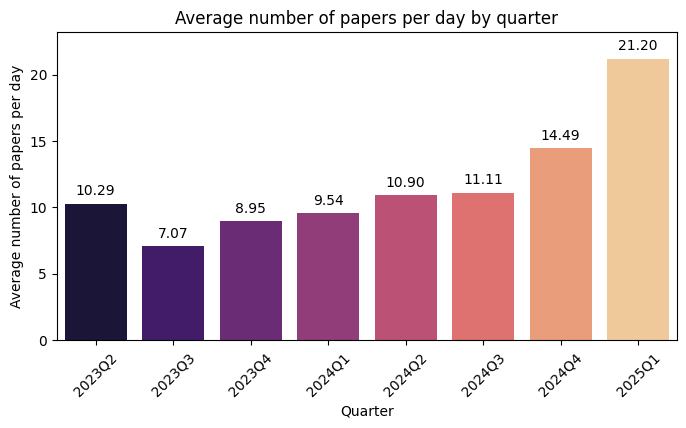 Average number of papers per day by quarter
Average number of papers per day
20
15
10
5
0
10.29
7.07
8.95
9.54
10.90
11.11
14.49
21.20
2023Q2
2023Q3
2023Q4
2024Q1
2024Q2
2024Q3
2024Q4
2025Q1
Quarter